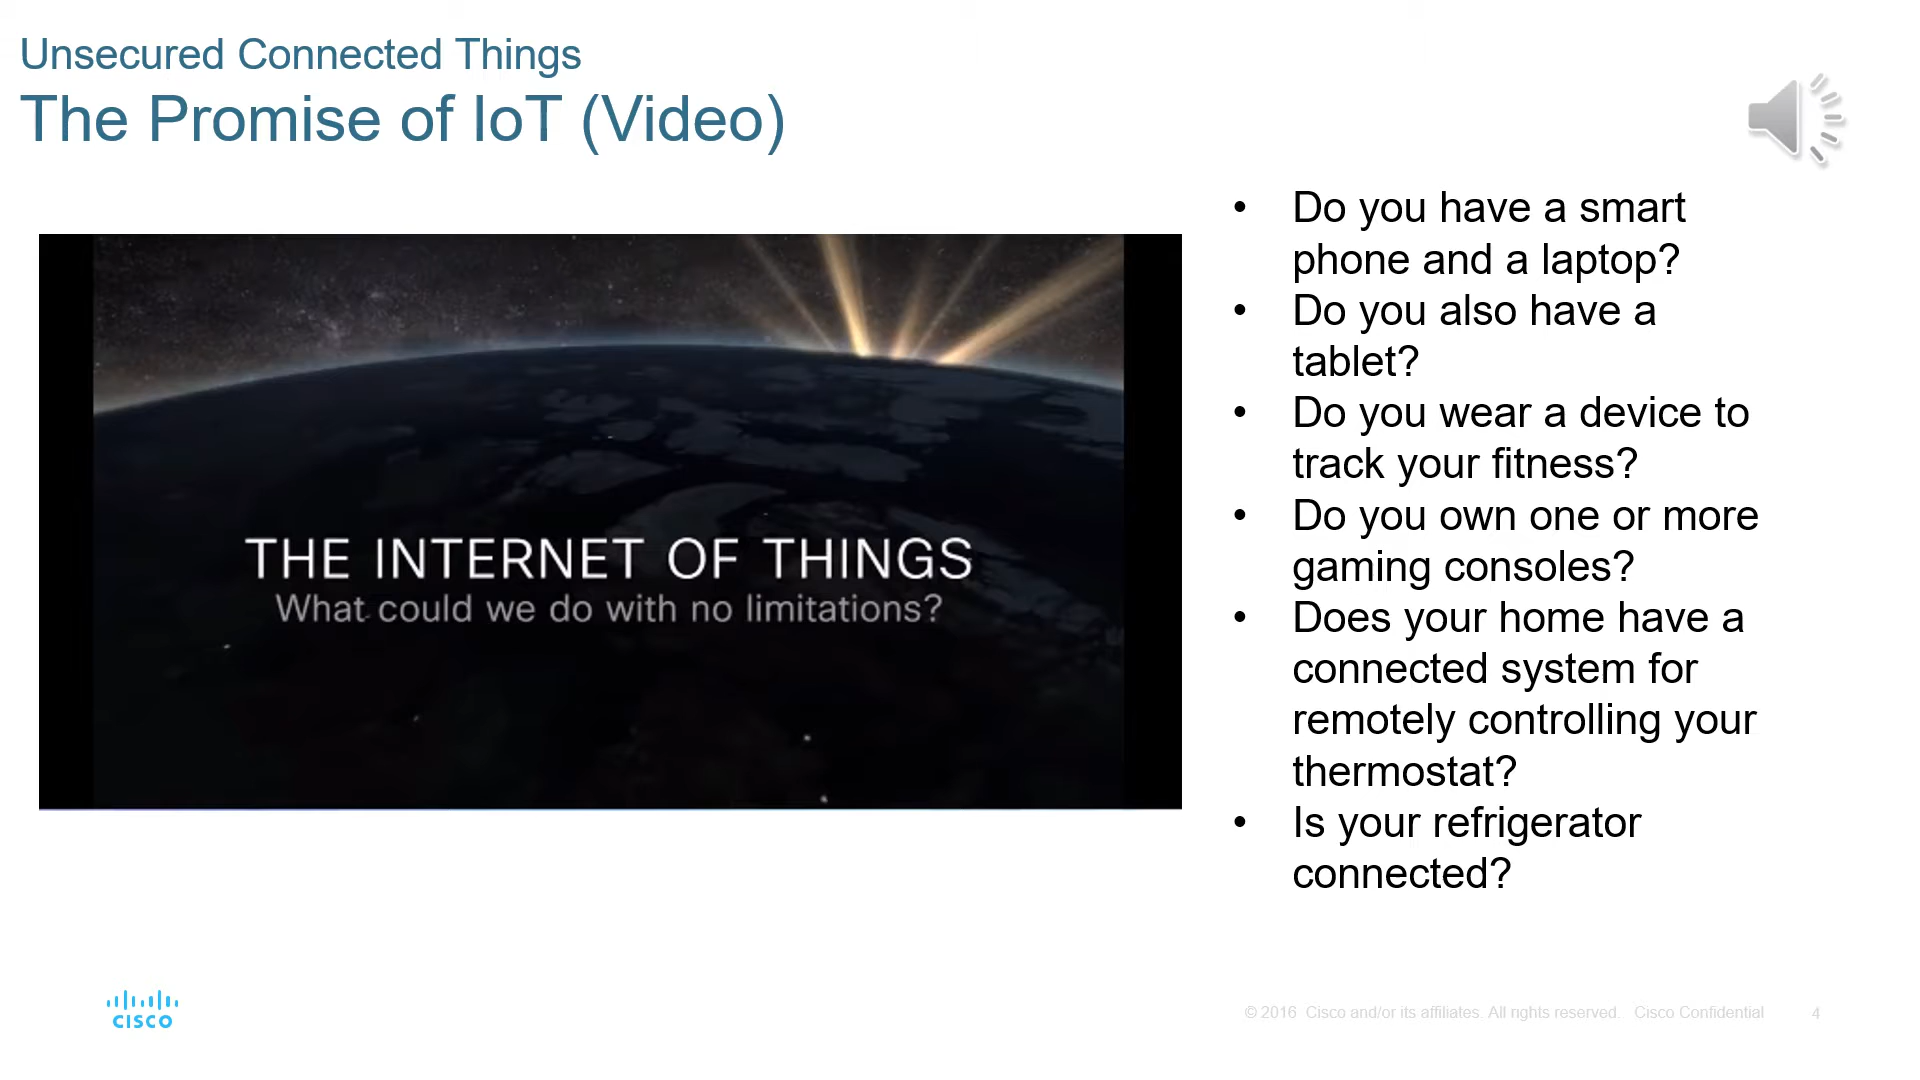 Unsecured Connected Things
The Promise of IoT (Video)
THE INTERNET OF THINGS
What could we do with no limitations?
• Do you have a smart
phone and a laptop?
• Do you also have a
tablet?
• Do you wear a device to
track your fitness?
• Do you own one or more
gaming consoles?
• Does your home have a
connected system for
remotely controlling your
thermostat?
• Is your refrigerator
connected?
CISCO
© 2016 Cisco and/or its affiliates. All rights reserved. Cisco Confidential 4